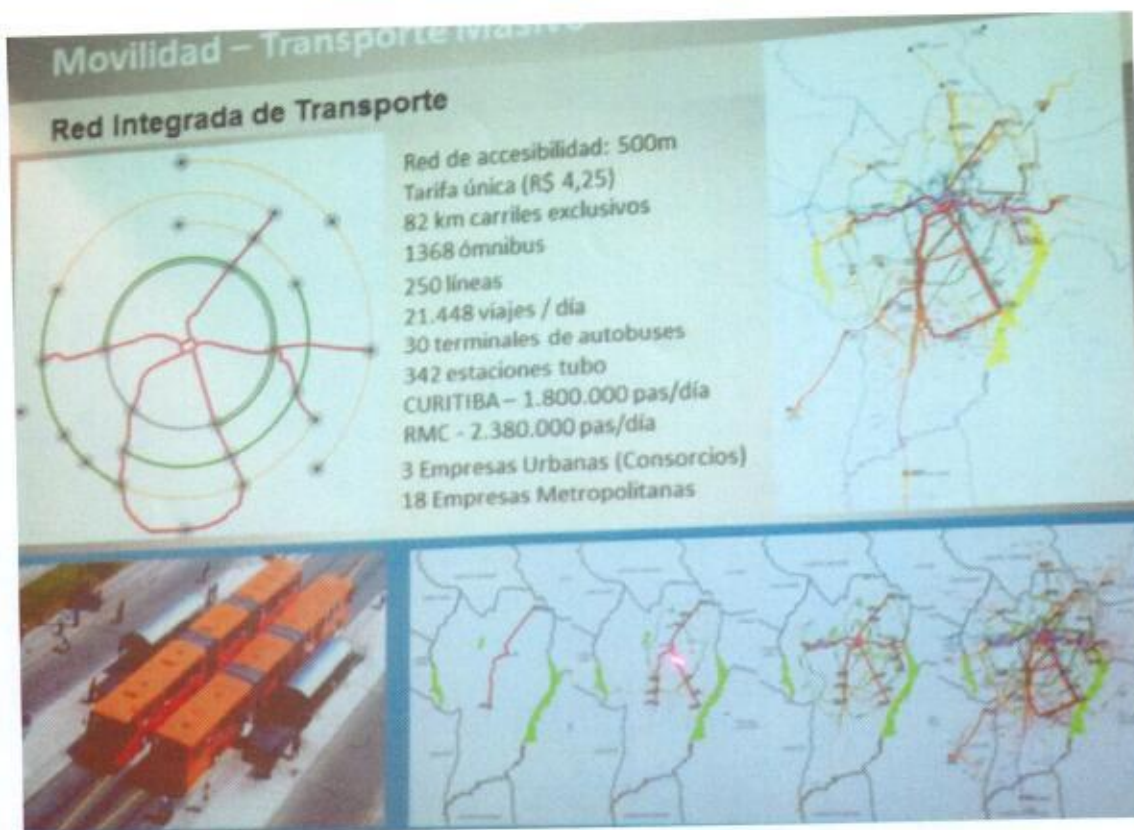 Movilidad – Transporte Masivo
Red Integrada de Transporte
Red de accesibilidad: 500m
Tarifa única (R$ 4,25)
82 km carriles exclusivos
1368 ómnibus
250 líneas
21.448 viajes / día
30 terminales de autobuses
342 estaciones tubo
CURITIBA – 1.800.000 pas/día
RMC - 2.380.000 pas/día
3 Empresas Urbanas (Consorcios)
18 Empresas Metropolitanas